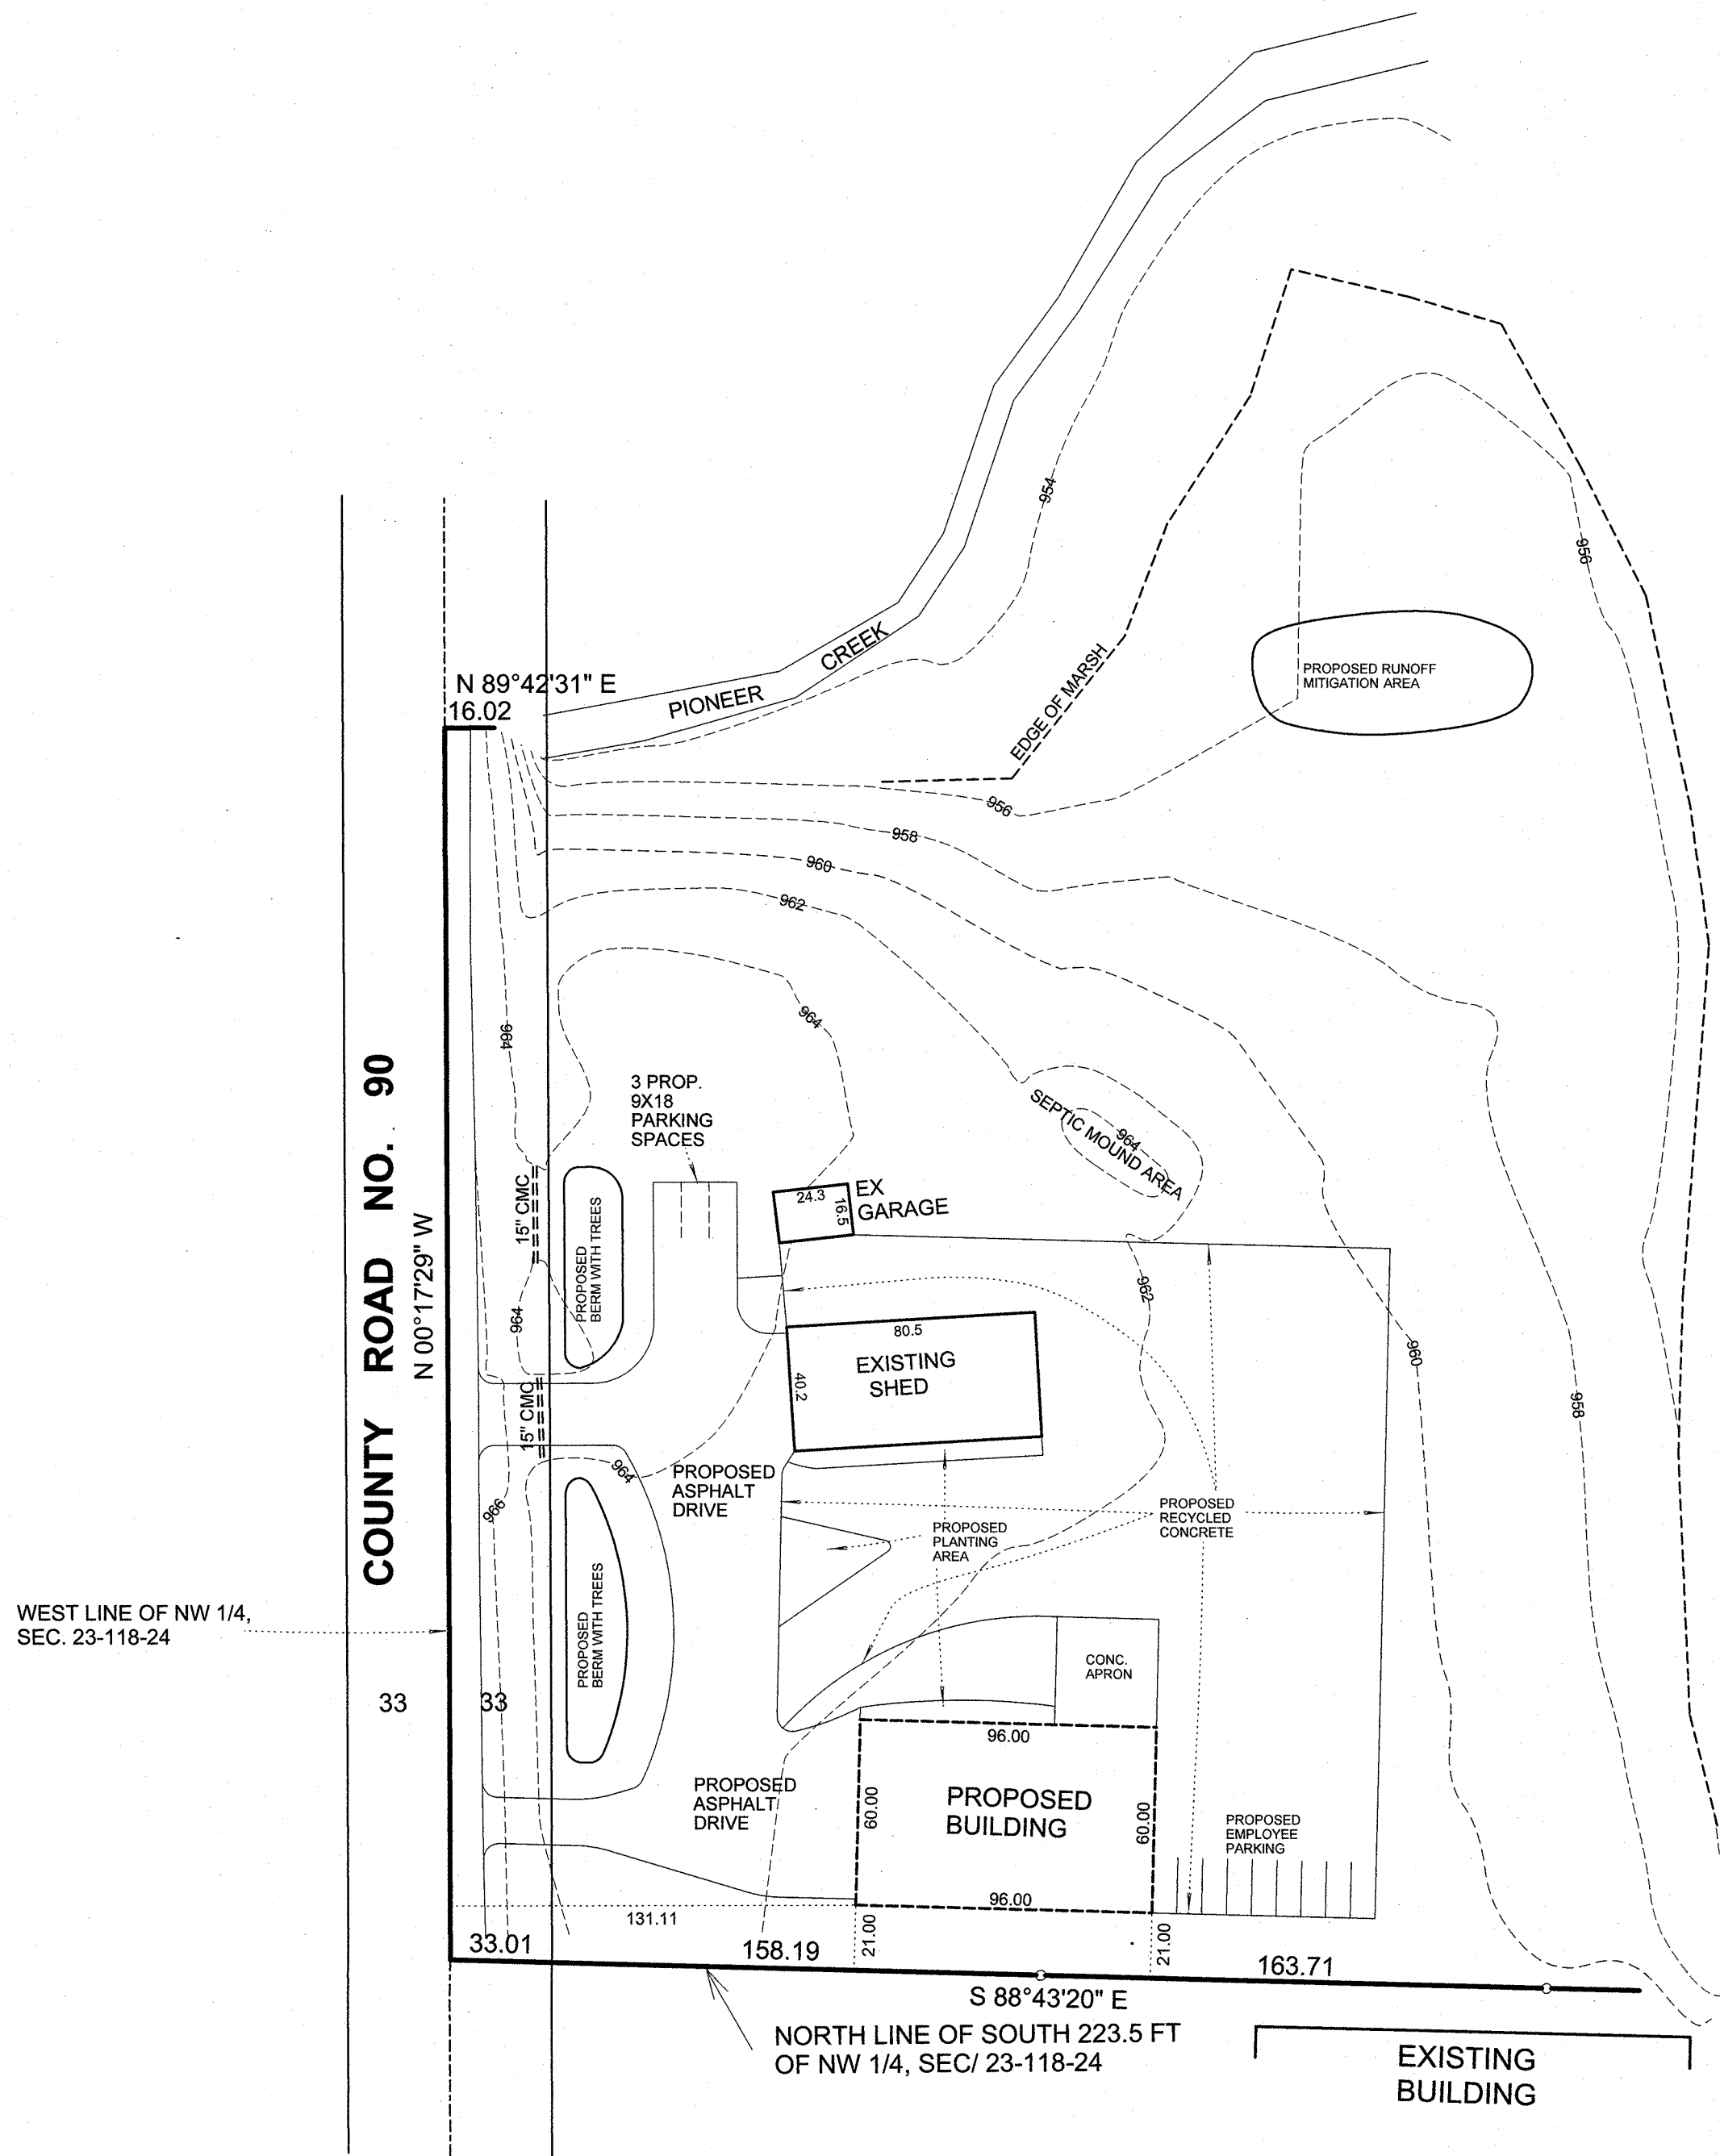 954
956
EDGE OF MARSH
PROPOSED RUNOFF
MITIGATION AREA
N 89°42'31" E
16.02
PIONEER CREEK
956
958
960
962
964
964
3 PROP.
9X18
PARKING
SPACES
SEPTIC MOUND AREA
964
COUNTY ROAD NO. 90
N 00°17'29" W
15" CMC
PROPOSED
BERM WITH TREES
24.3
16.5
EX
GARAGE
962
964
80.5
40.2
EXISTING
SHED
960
958
15" CMC
966
964
PROPOSED
ASPHALT
DRIVE
PROPOSED
PLANTING
AREA
PROPOSED
RECYCLED
CONCRETE
WEST LINE OF NW 1/4,
SEC. 23-118-24
PROPOSED
BERM WITH TREES
33
33
CONC.
APRON
96.00
PROPOSED
ASPHALT
DRIVE
60.00
PROPOSED
BUILDING
60.00
PROPOSED
EMPLOYEE
PARKING
96.00
131.11
21.00
21.00
33.01
158.19
163.71
S 88°43'20" E
NORTH LINE OF SOUTH 223.5 FT
OF NW 1/4, SEC/ 23-118-24
EXISTING
BUILDING